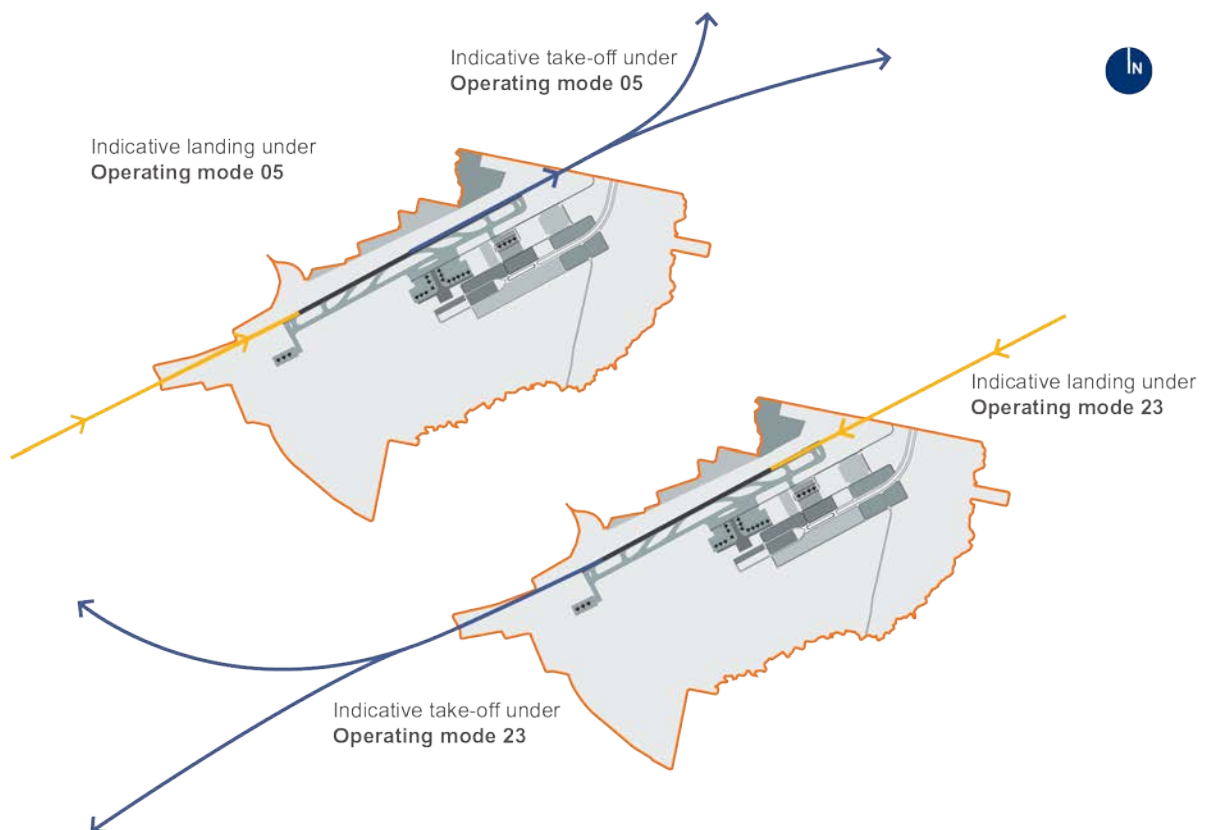 Indicative take-off under
Operating mode 05
N
Indicative landing under
Operating mode 05
Indicative landing under
Operating mode 23
Indicative take-off under
Operating mode 23